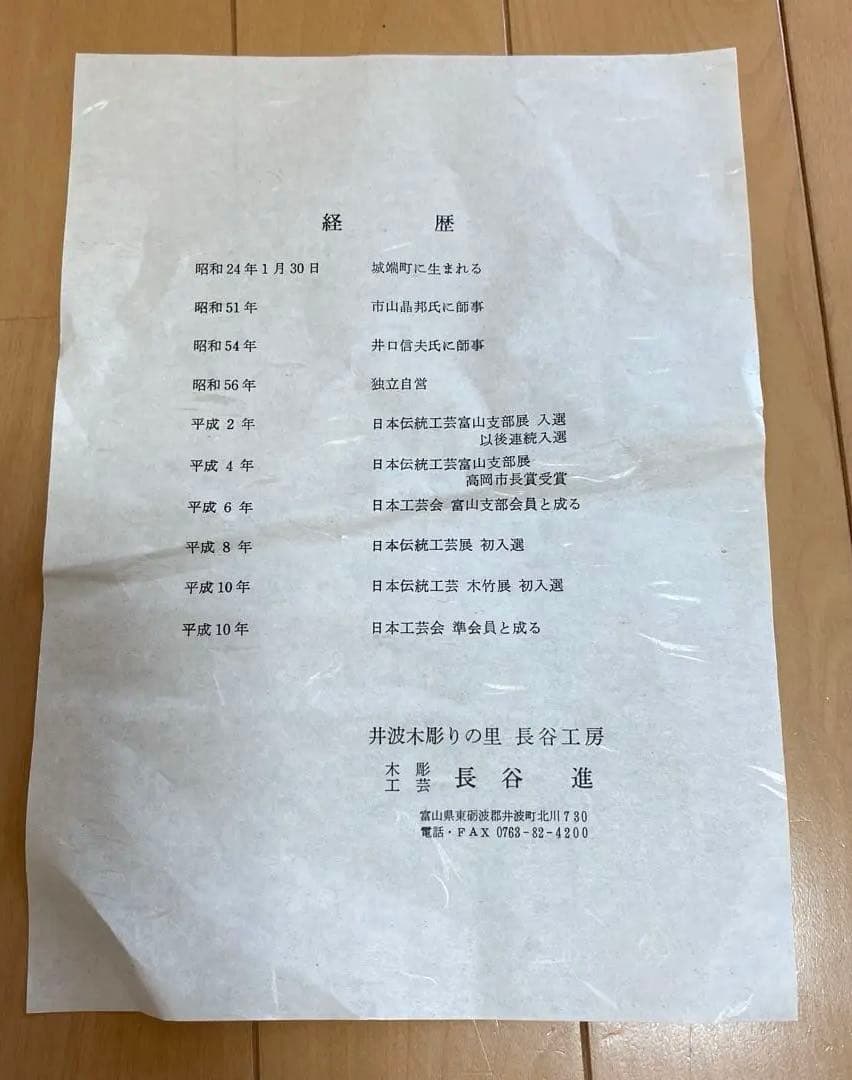 経 歴
昭和24年1月30日 城端町に生まれる
昭和51年 市山晶邦氏に師事
昭和54年 井口信夫氏に師事
昭和56年 独立自営
平成 2 年 日本伝統工芸富山支部展 入選
以後連続入選
平成 4 年 日本伝統工芸富山支部展
高岡市長賞受賞
平成 6 年 日本工芸会 富山支部会員と成る
平成 8 年 日本伝統工芸展 初入選
平成10年 日本伝統工芸 木竹展 初入選
平成10年 日本工芸会 準会員と成る
井波木彫りの里 長谷工房
木彫工芸 長谷 進
富山県東砺波郡井波町北川730
電話・FAX 0763-82-4200